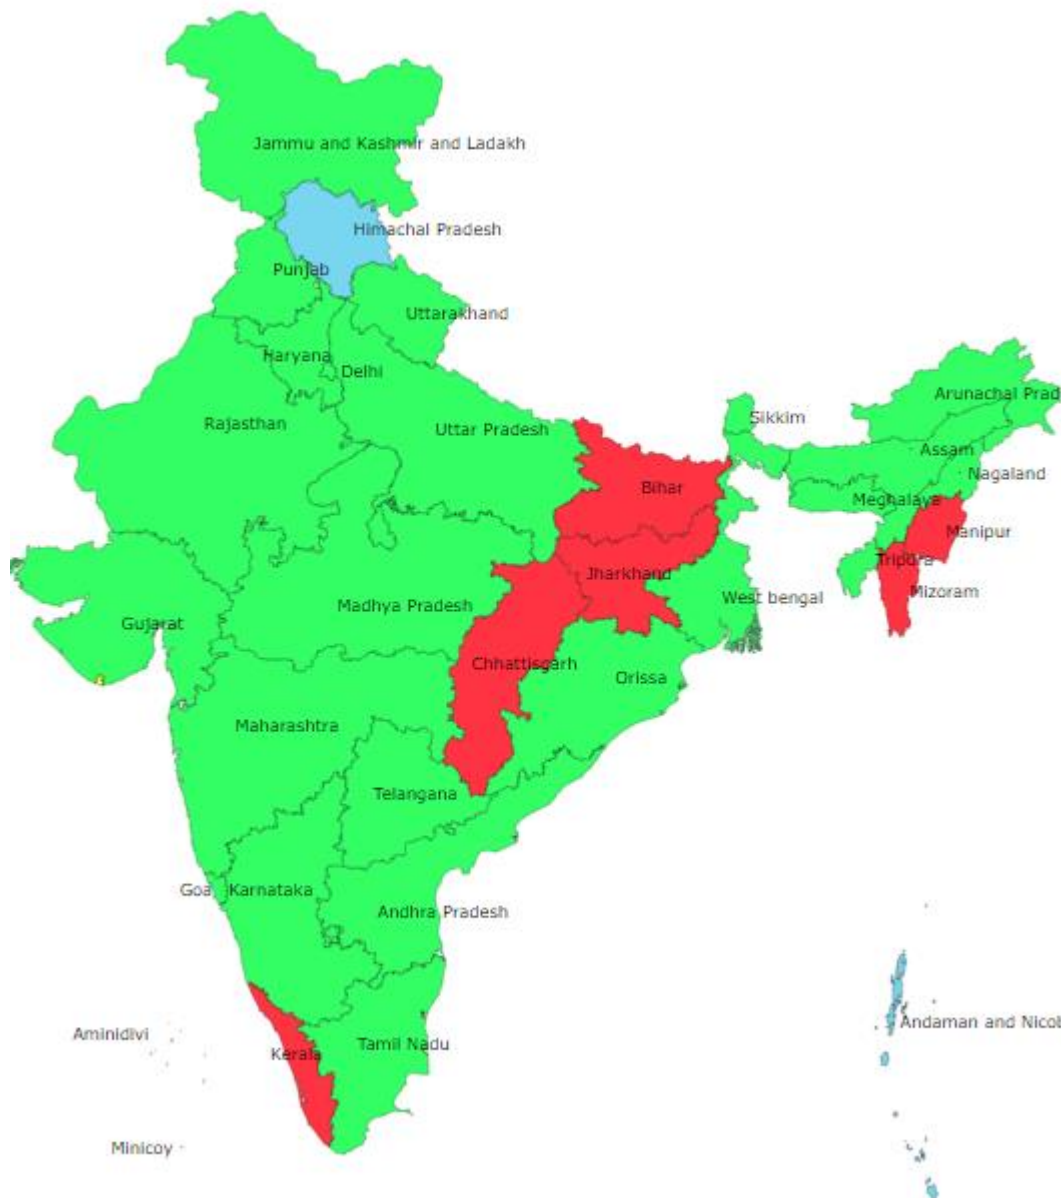 Jammu and Kashmir and Ladakh
Himachal Pradesh
Punjab
Uttarakhand
Haryana
Delhi
Arunachal Prad
Rajasthan
Uttar Pradesh
Sikkim
Assam
Nagaland
Bihar
Meghalaya
Manipur
Tripura
Jharkhand
Mizoram
West bengal
Madhya Pradesh
Gujarat
Chhattisgarh
Orissa
Maharashtra
Telangana
Goa
Karnataka
Andhra Pradesh
Andaman and Nicob
Aminidivi
Kerala
Tamil Nadu
Minicoy